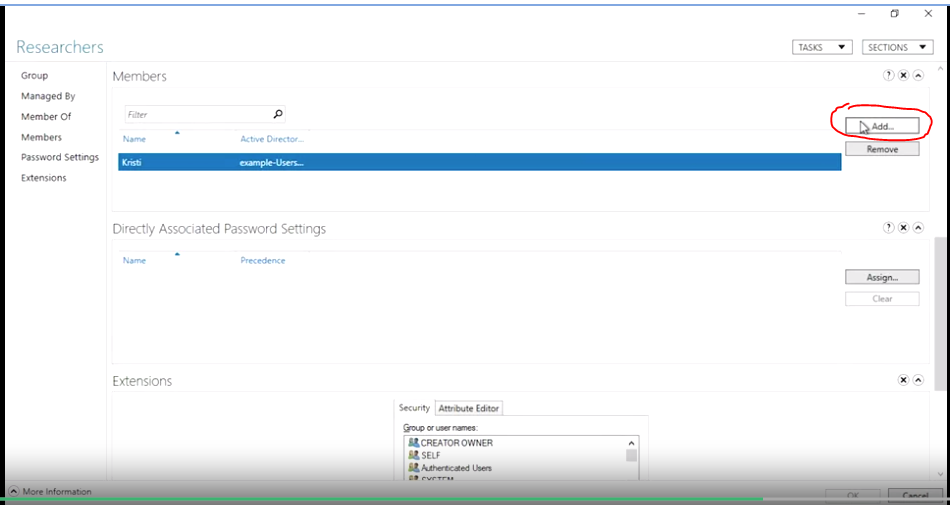 Researchers
TASKS
SECTIONS
Group
Managed By
Member Of
Members
Password Settings
Extensions
Members
?
Filter
Name
Active Director...
Kristi
example-Users...
Add...
Remove
Directly Associated Password Settings
?
Name
Precedence
Assign...
Clear
Extensions
Security
Attribute Editor
Group or user names:
CREATOR OWNER
SELF
Authenticated Users
SYSTEM
More Information
OK
Cancel